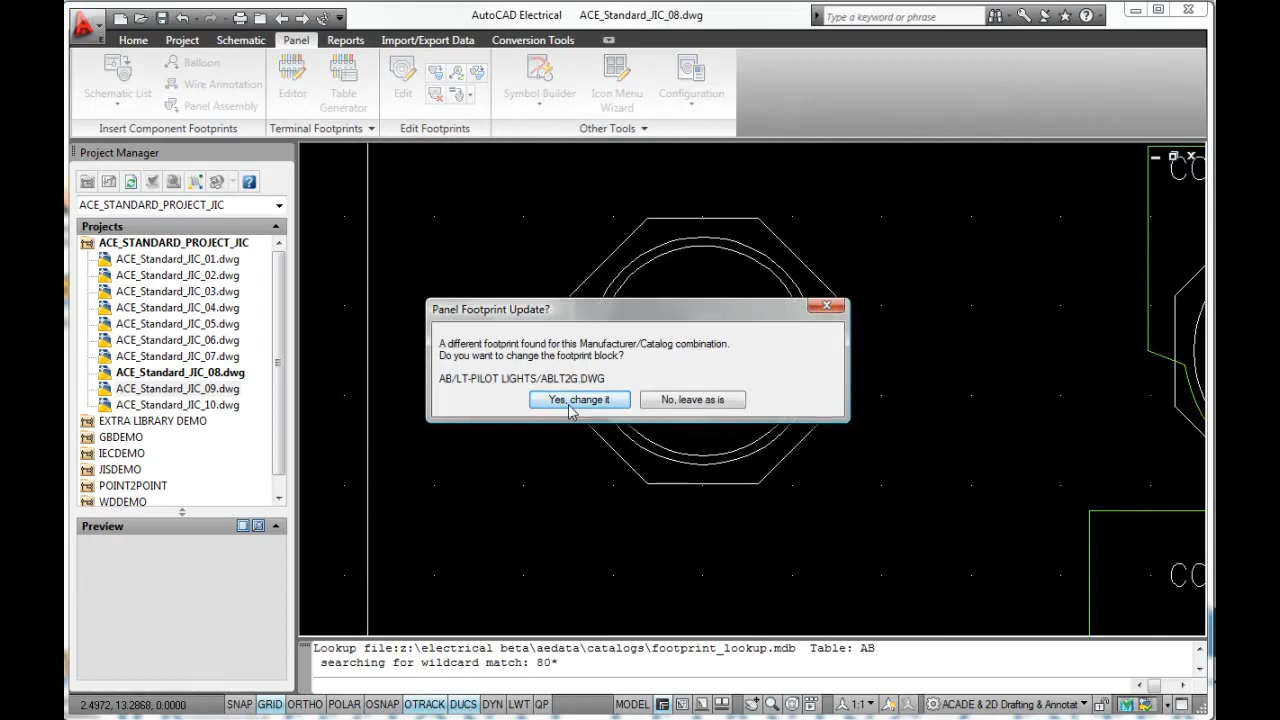 AutoCAD Electrical ACE_Standard_JIC_08.dwg
Type a keyword or phrase
Home Project Schematic Panel Reports Import/Export Data Conversion Tools
Schematic List
Balloon
Wire Annotation
Panel Assembly
Editor
Table
Generator
Edit
Symbol Builder
Icon Menu
Wizard
Configuration
Insert Component Footprints Terminal Footprints Edit Footprints Other Tools
Project Manager
ACE_STANDARD_PROJECT_JIC
Projects
ACE_STANDARD_PROJECT_JIC
ACE_Standard_JIC_01.dwg
ACE_Standard_JIC_02.dwg
ACE_Standard_JIC_03.dwg
ACE_Standard_JIC_04.dwg
ACE_Standard_JIC_05.dwg
ACE_Standard_JIC_06.dwg
ACE_Standard_JIC_07.dwg
ACE_Standard_JIC_08.dwg
ACE_Standard_JIC_09.dwg
ACE_Standard_JIC_10.dwg
EXTRA LIBRARY DEMO
GBDEMO
IECDEMO
JISDEMO
POINT2POINT
WDDEMO
Preview
CO
Panel Footprint Update?
A different footprint found for this Manufacturer/Catalog combination.
Do you want to change the footprint block?
AB/LT-PILOT LIGHTS/ABLT2G.DWG
Yes, change it No, leave as is
CO
Lookup file:z:\electrical beta\aedata\catalogs\footprint_lookup.mdb Table: AB
searching for wildcard match: 80*
2.4972, 13.2868, 0.0000 SNAP GRID ORTHO POLAR OSNAP OTRACK DUCS DYN LWT QP MODEL 1:1 ACADE & 2D Drafting & Annotat